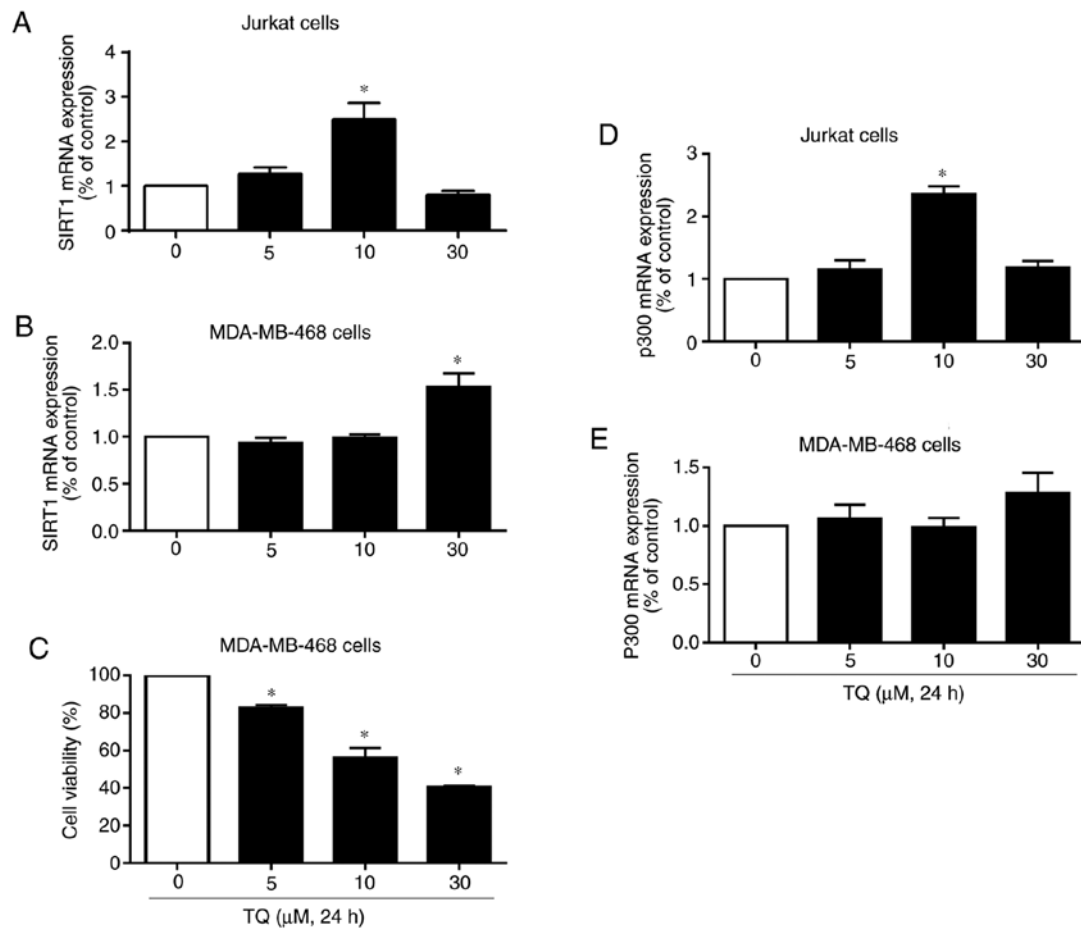 A
Jurkat cells
SIRT1 mRNA expression
(% of control)
4
3
2
1
0
*
0 5 10 30
B
MDA-MB-468 cells
SIRT1 mRNA expression
(% of control)
2.0
1.5
1.0
0.5
0.0
*
0 5 10 30
C
MDA-MB-468 cells
Cell viability (%)
100
80
60
40
20
0
*
*
*
0 5 10 30
TQ (μM, 24 h)
D
Jurkat cells
p300 mRNA expression
(% of control)
3
2
1
0
*
0 5 10 30
E
MDA-MB-468 cells
P300 mRNA expression
(% of control)
1.5
1.0
0.5
0.0
0 5 10 30
TQ (μM, 24 h)